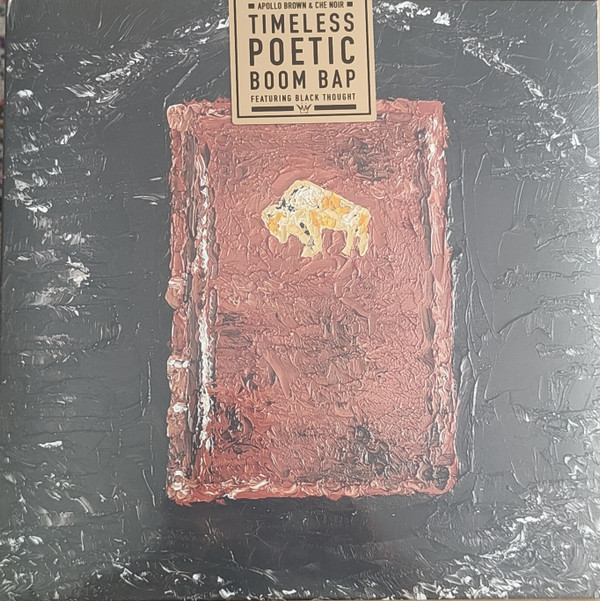 APOLLO BROWN & CHE NOIR
TIMELESS
POETIC
BOOM BAP
FEATURING BLACK THOUGHT